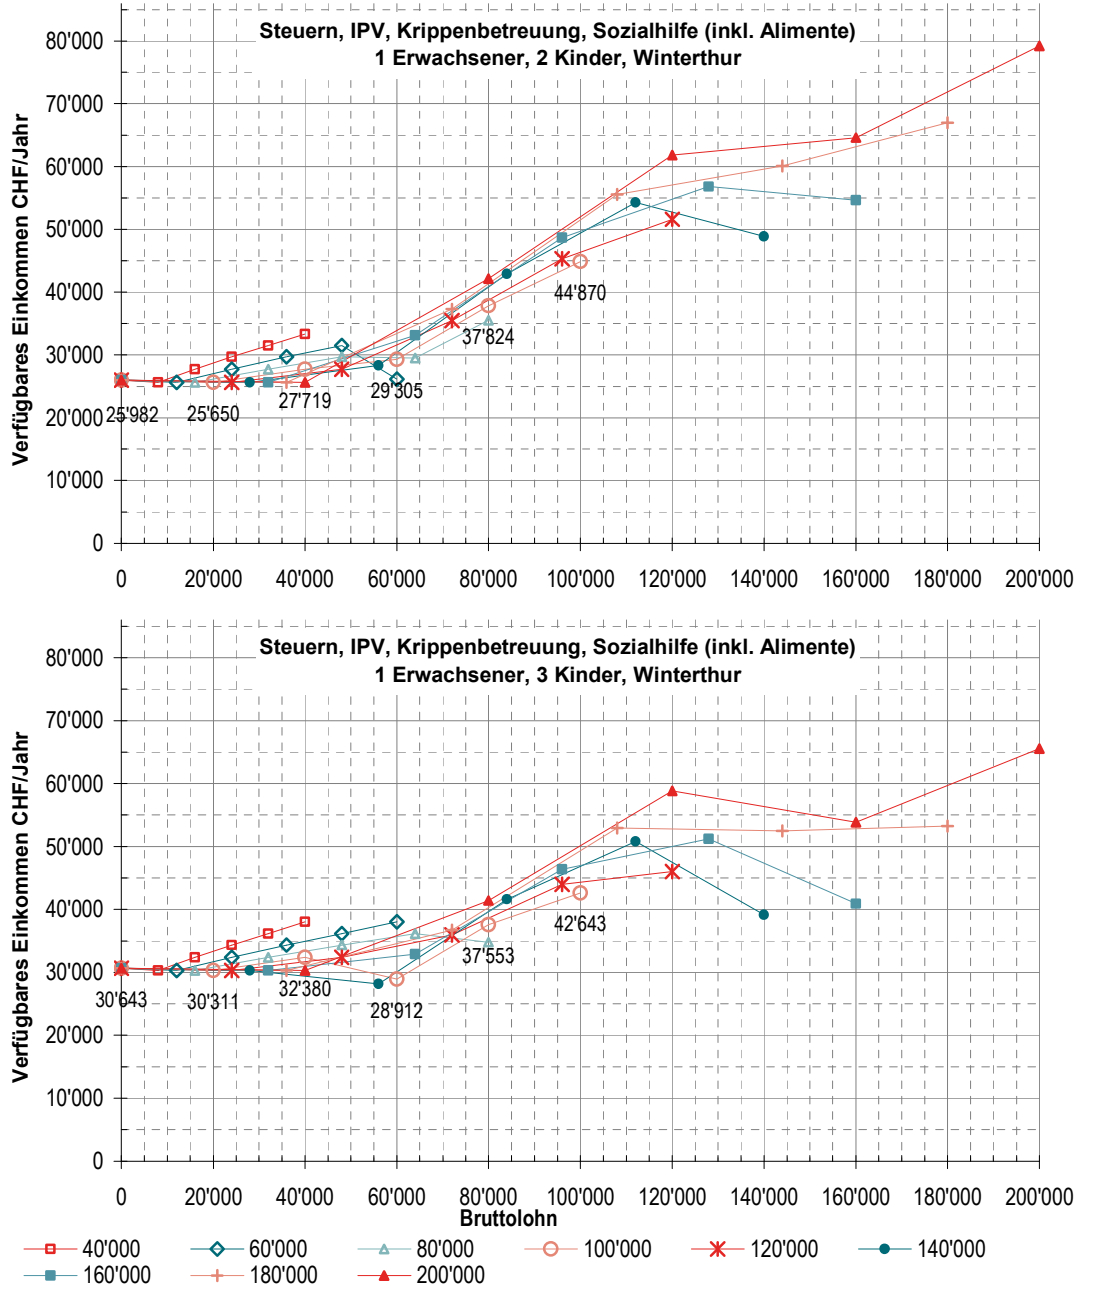 Steuern, IPV, Krippenbetreuung, Sozialhilfe (inkl. Alimente)
1 Erwachsener, 2 Kinder, Winterthur
Verfügbares Einkommen CHF/Jahr
80'000
70'000
60'000
50'000
40'000
30'000
20'000
10'000
0
44'870
37'824
29'305
27'719
25'650
25'982
0 20'000 40'000 60'000 80'000 100'000 120'000 140'000 160'000 180'000 200'000
Steuern, IPV, Krippenbetreuung, Sozialhilfe (inkl. Alimente)
1 Erwachsener, 3 Kinder, Winterthur
Verfügbares Einkommen CHF/Jahr
80'000
70'000
60'000
50'000
40'000
30'000
20'000
10'000
0
42'643
37'553
32'380
30'643
30'311
28'912
0 20'000 40'000 60'000 80'000 100'000 120'000 140'000 160'000 180'000 200'000
Bruttolohn
40'000 60'000 80'000 100'000 120'000 140'000
160'000 180'000 200'000